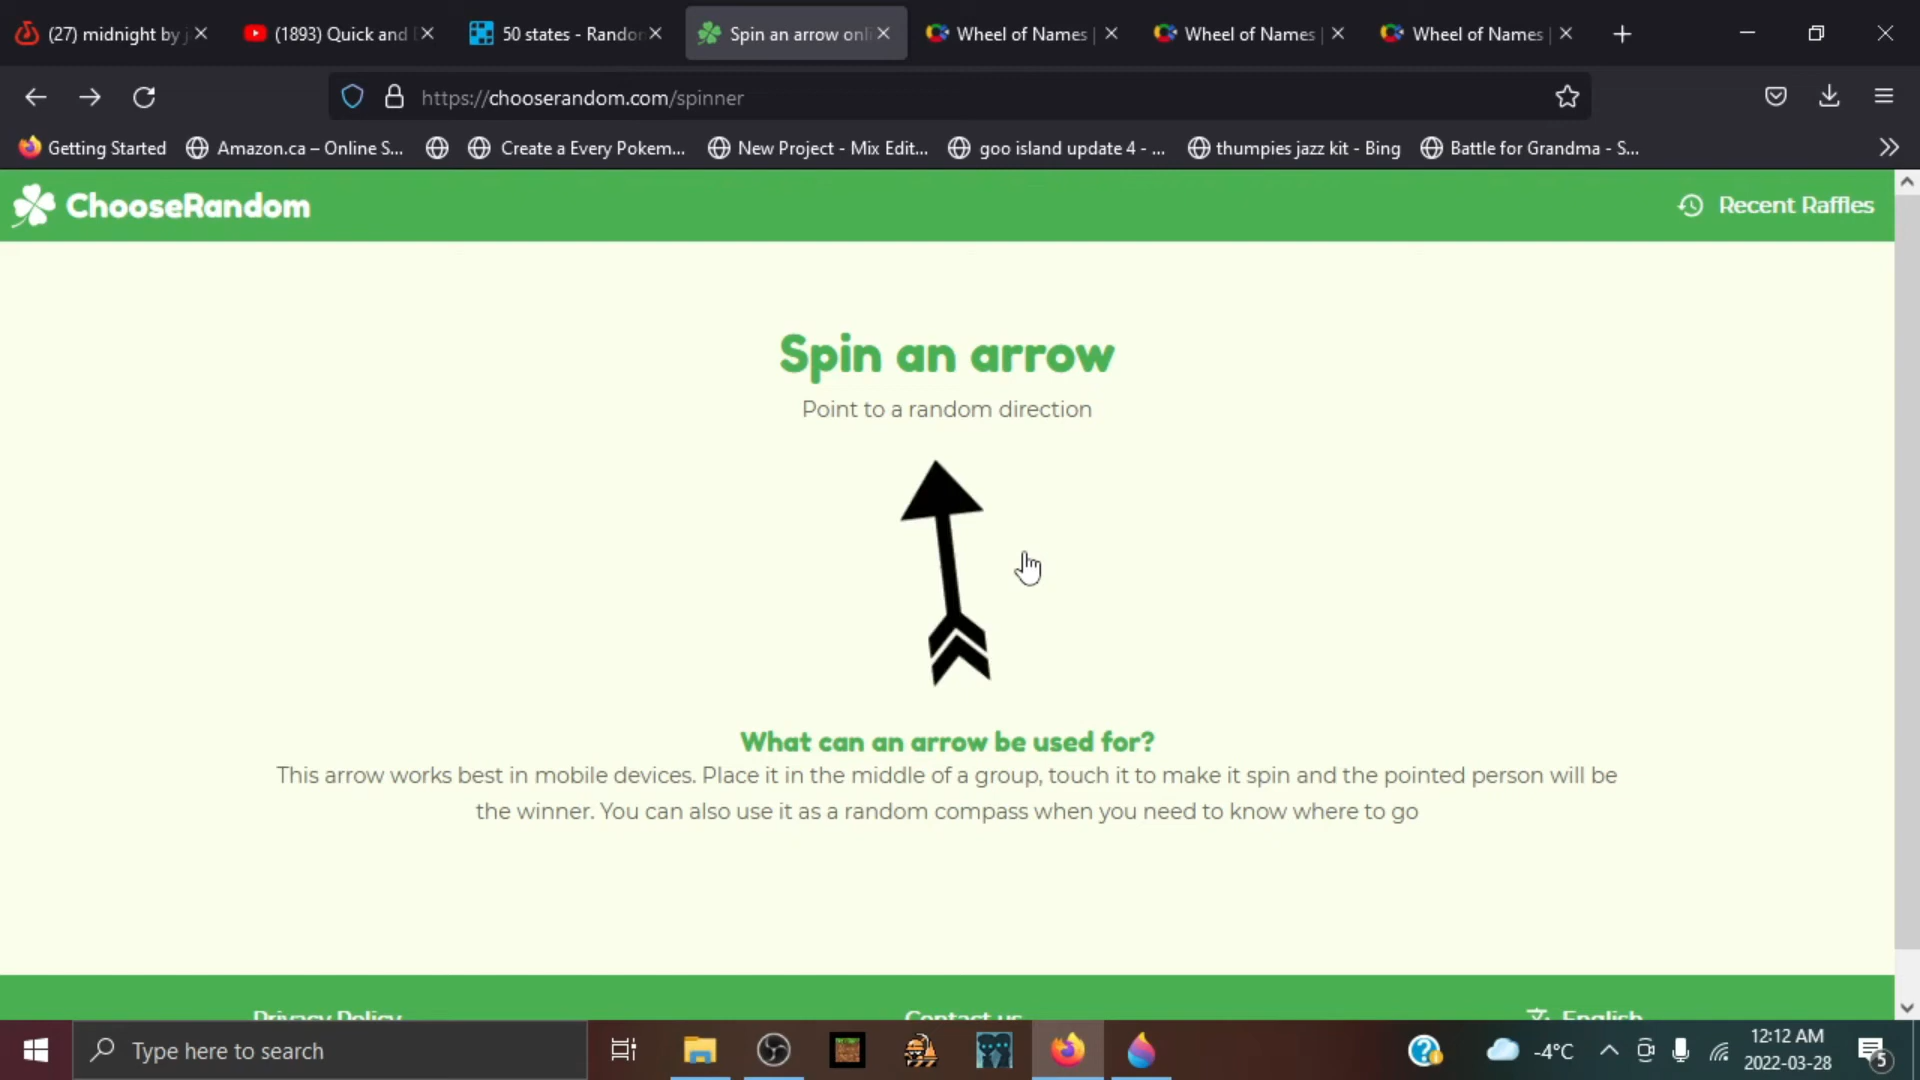 (27) midnight by
(1893) Quick and
50 states - Rando
Spin an arrow onl
Wheel of Names |
Wheel of Names |
Wheel of Names |
https://chooserandom.com/spinner
Getting Started
Amazon.ca – Online S...
Create a Every Pokem...
New Project - Mix Edit...
goo island update 4 - ...
thumpies jazz kit - Bing
Battle for Grandma - S...
ChooseRandom
Recent Raffles
Spin an arrow
Point to a random direction
What can an arrow be used for?
This arrow works best in mobile devices. Place it in the middle of a group, touch it to make it spin and the pointed person will be
the winner. You can also use it as a random compass when you need to know where to go
Privacy Policy
Contact us
English
Type here to search
-4°C
12:12 AM
2022-03-28
5